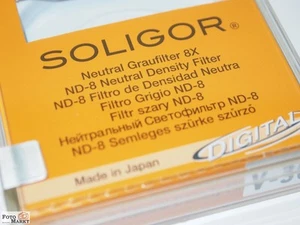 SOLIGOR®
Neutral Graufilter 8X
ND-8 Neutral Density Filter
ND-8 Filtro de Densidad Neutra
Filtro Grigio ND-8
Filtr szary ND-8
Нейтральный Светофильтр ND-8
ND-8 Semleges szürke szűrő
Made in Japan
DIGITAL
FOTO
MARKT